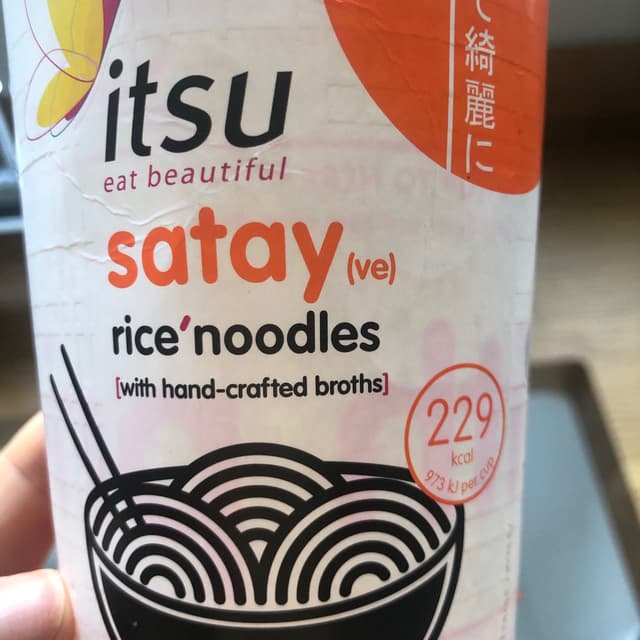 て綺麗に
itsu
eat beautiful
satay (ve)
rice'noodles
[with hand-crafted broths]
229
kcal
973 kJ per cup